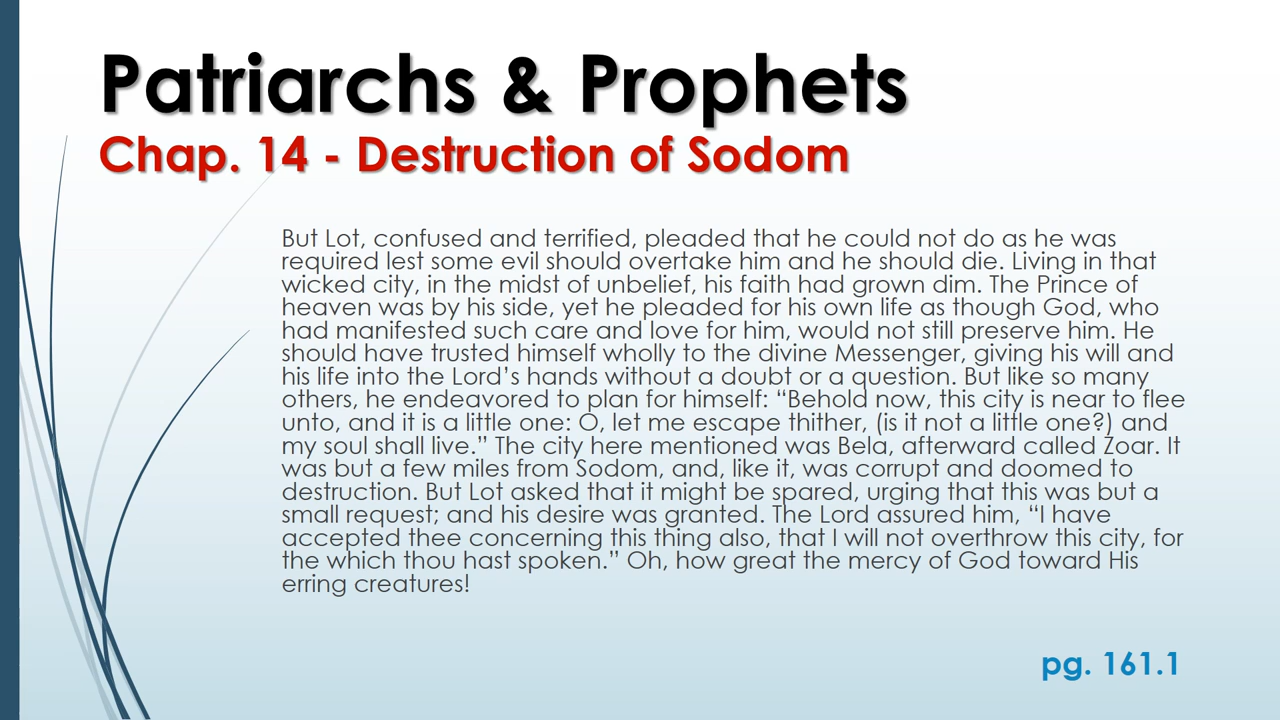 Patriarchs & Prophets
Chap. 14 - Destruction of Sodom
But Lot, confused and terrified, pleaded that he could not do as he was
required lest some evil should overtake him and he should die. Living in that
wicked city, in the midst of unbelief, his faith had grown dim. The Prince of
heaven was by his side, yet he pleaded for his own life as though God, who
had manifested such care and love for him, would not still preserve him. He
should have trusted himself wholly to the divine Messenger, giving his will and
his life into the Lord’s hands without a doubt or a question. But like so many
others, he endeavored to plan for himself: “Behold now, this city is near to flee
unto, and it is a little one: O, let me escape thither, (is it not a little one?) and
my soul shall live.” The city here mentioned was Bela, afterward called Zoar. It
was but a few miles from Sodom, and, like it, was corrupt and doomed to
destruction. But Lot asked that it might be spared, urging that this was but a
small request; and his desire was granted. The Lord assured him, “I have
accepted thee concerning this thing also, that I will not overthrow this city, for
the which thou hast spoken.” Oh, how great the mercy of God toward His
erring creatures!
pg. 161.1